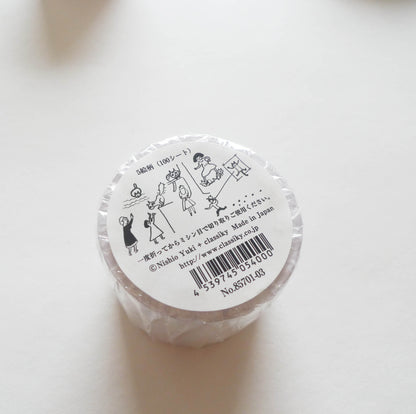 5絵柄 (100シート)
一度折ってからミシン目で切り取りご使用ください。
©Nishio Yuki + classiky Made in Japan
http://www.classiky.co.jp
4 539745 054000
No.85701-03